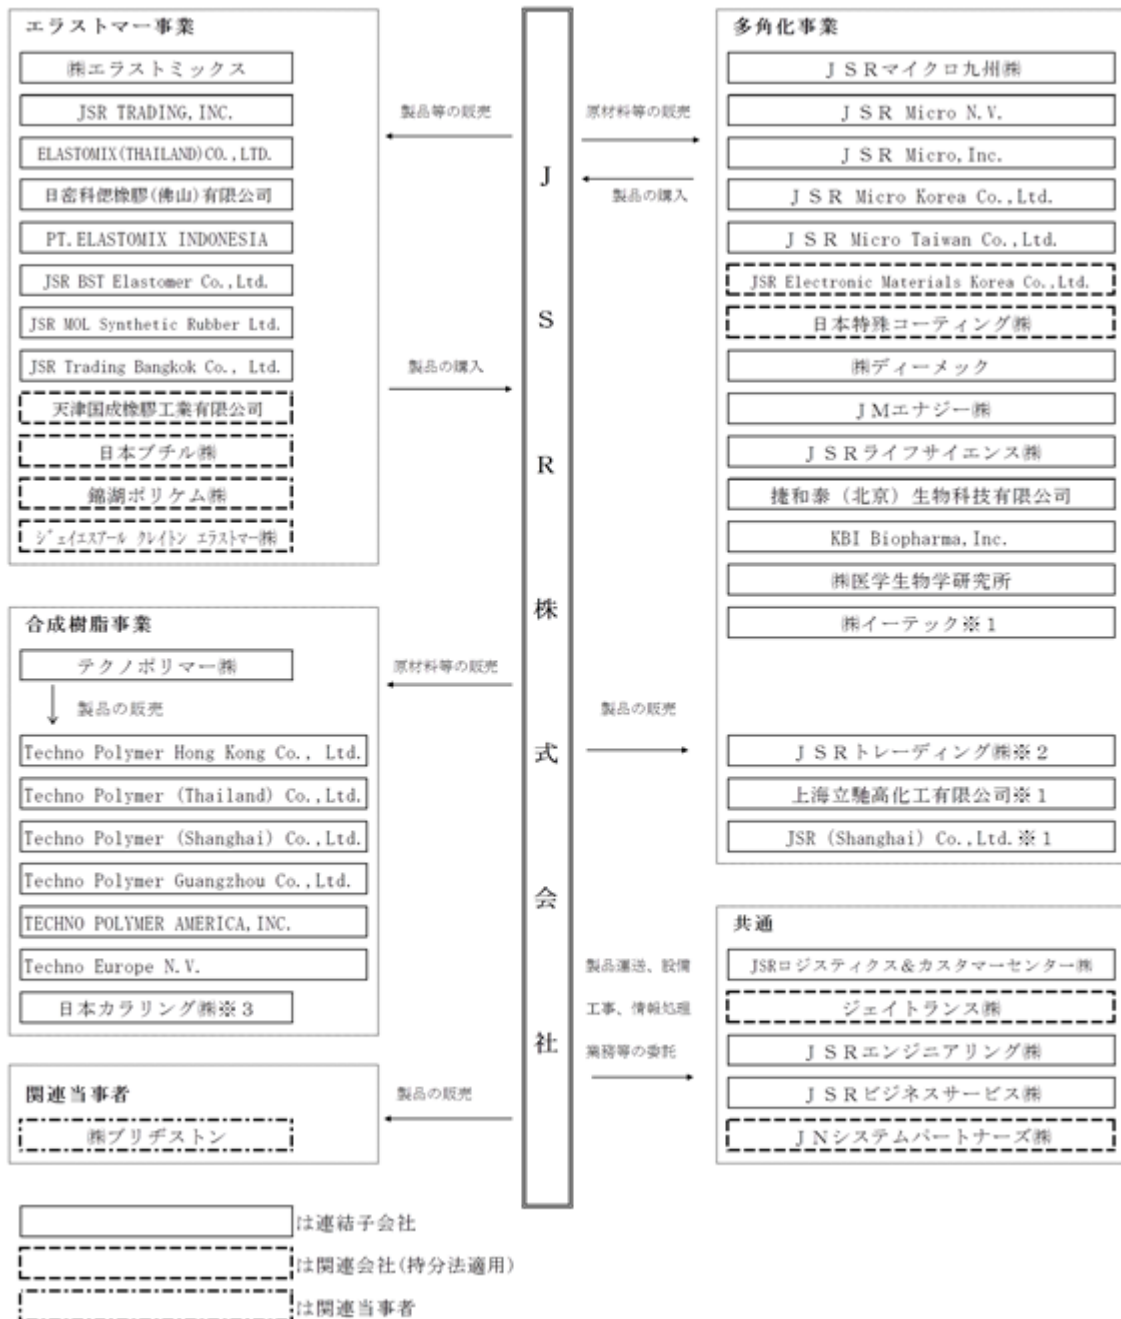 エラストマー事業
㈱エラストミックス
JSR TRADING,INC.
ELASTOMIX(THAILAND)CO.,LTD.
日密科偲橡膠(佛山)有限公司
PT.ELASTOMIX INDONESIA
JSR BST Elastomer Co.,Ltd.
JSR MOL Synthetic Rubber Ltd.
JSR Trading Bangkok Co., Ltd.
天津国成橡膠工業有限公司
日本ブチル㈱
錦湖ポリケム㈱
ジェイエスアール クレイトン エラストマー㈱
製品等の販売
製品の購入
合成樹脂事業
テクノポリマー㈱
製品の販売
Techno Polymer Hong Kong Co., Ltd.
Techno Polymer (Thailand) Co.,Ltd.
Techno Polymer (Shanghai) Co.,Ltd.
Techno Polymer Guangzhou Co.,Ltd.
TECHNO POLYMER AMERICA,INC.
Techno Europe N.V.
日本カラリング㈱※3
原材料等の販売
関連当事者
㈱ブリヂストン
製品の販売
JSR株式会社
多角化事業
JSRマイクロ九州㈱
JSR Micro N.V.
JSR Micro,Inc.
JSR Micro Korea Co.,Ltd.
JSR Micro Taiwan Co.,Ltd.
JSR Electronic Materials Korea Co.,Ltd.
日本特殊コーティング㈱
㈱ディーメック
JMエナジー㈱
JSRライフサイエンス㈱
捷和泰（北京）生物科技有限公司
KBI Biopharma,Inc.
㈱医学生物学研究所
㈱イーテック※1
原材料等の販売
製品の購入
製品の販売
JSRトレーディング㈱※2
上海立馳高化工有限公司※1
JSR (Shanghai) Co.,Ltd.※1
共通
JSRロジスティクス＆カスタマーセンター㈱
ジェイトランス㈱
JSRエンジニアリング㈱
JSRビジネスサービス㈱
JNシステムパートナーズ㈱
製品運送、設備
工事、情報処理
業務等の委託
は連結子会社
は関連会社(持分法適用)
は関連当事者